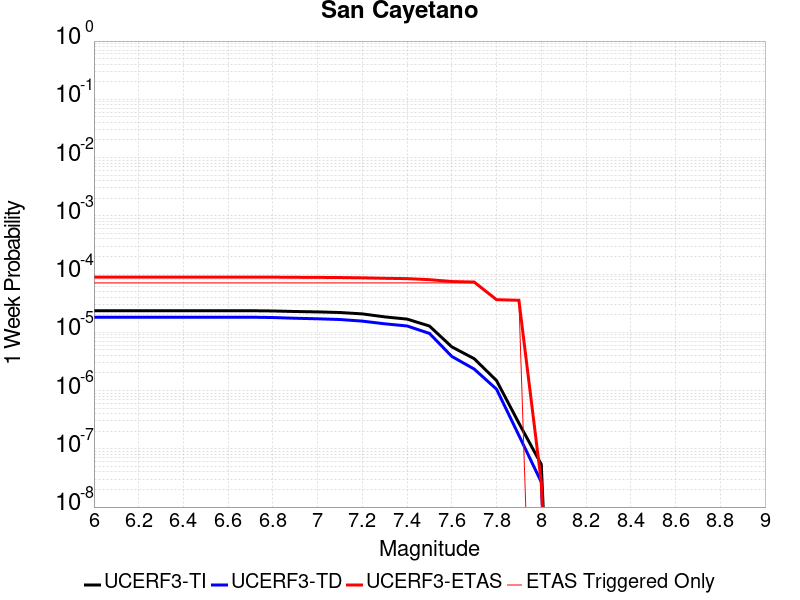 San Cayetano
10^0
10^-1
10^-2
10^-3
10^-4
10^-5
10^-6
10^-7
10^-8
1 Week Probability
6 6.2 6.4 6.6 6.8 7 7.2 7.4 7.6 7.8 8 8.2 8.4 8.6 8.8 9
Magnitude
UCERF3-TI UCERF3-TD UCERF3-ETAS ETAS Triggered Only